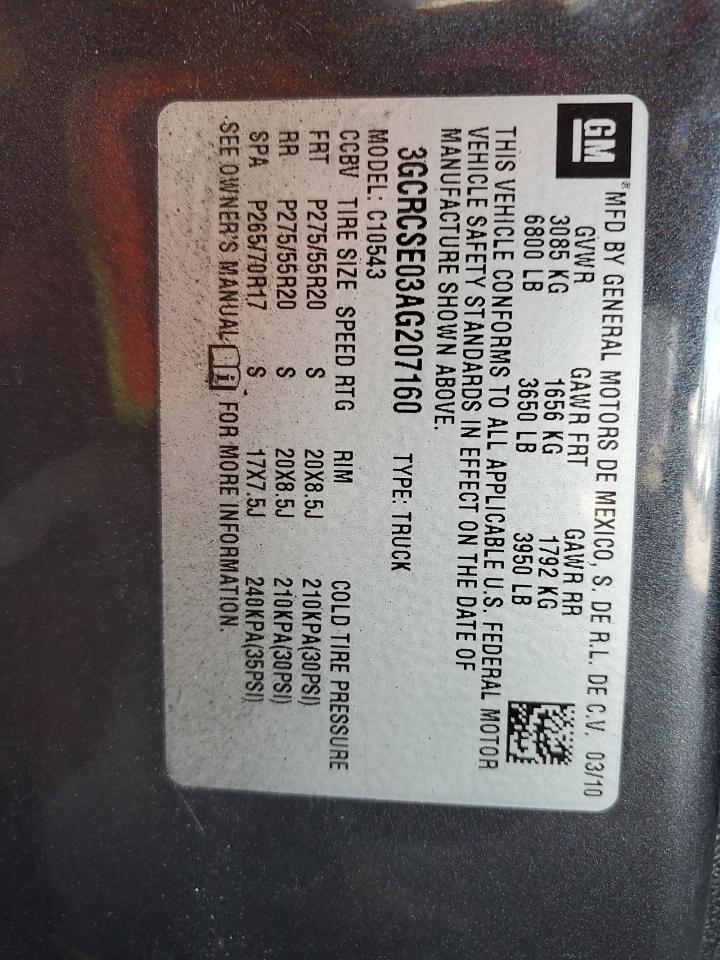 GM
MFD BY GENERAL MOTORS DE MEXICO, S. DE R.L. DE C.V. 03/10
GVWR GAWR FRT GAWR RR
3085 KG 1656 KG 1792 KG
6800 LB 3650 LB 3950 LB
THIS VEHICLE CONFORMS TO ALL APPLICABLE U.S. FEDERAL MOTOR
VEHICLE SAFETY STANDARDS IN EFFECT ON THE DATE OF
MANUFACTURE SHOWN ABOVE.
3GCRCSE03AG207160 TYPE: TRUCK
MODEL: C10543
CCBV TIRE SIZE SPEED RTG RIM COLD TIRE PRESSURE
FRT P275/55R20 S 20X8.5J 210KPA(30PSI)
RR P275/55R20 S 20X8.5J 210KPA(30PSI)
SPA P265/70R17 S 17X7.5J 240KPA(35PSI)
SEE OWNER'S MANUAL i FOR MORE INFORMATION.